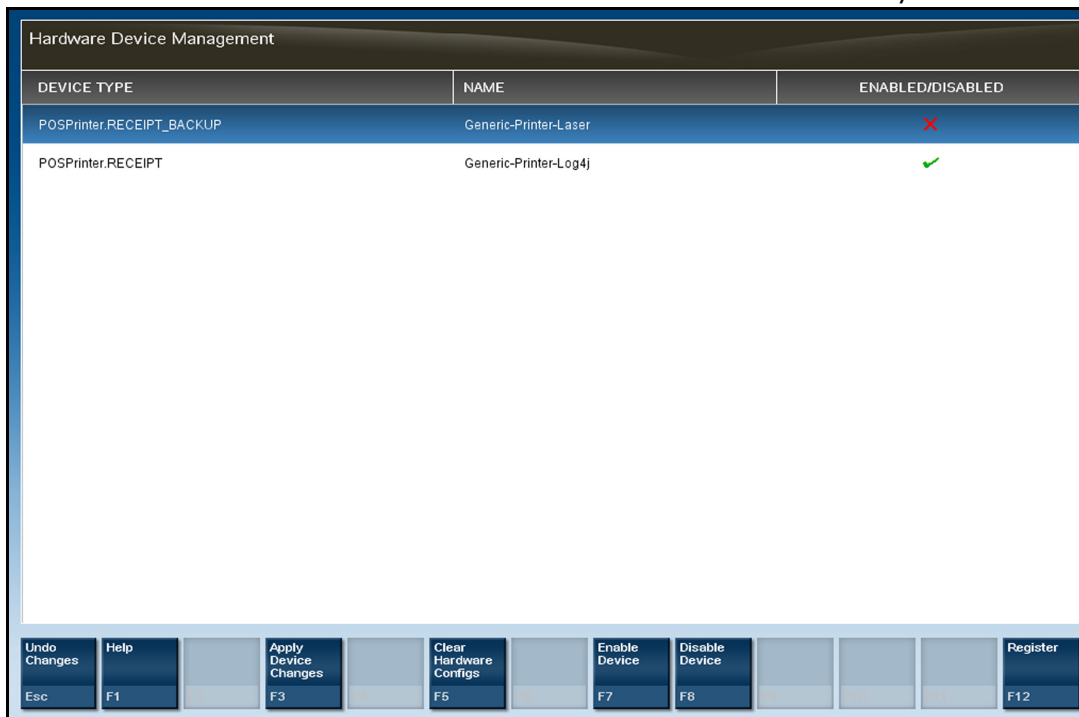 Hardware Device Management
DEVICE TYPE NAME ENABLED/DISABLED
POSPrinter.RECEIPT_BACKUP Generic-Printer-Laser
POSPrinter.RECEIPT Generic-Printer-Log4j
Undo Changes Esc
Help F1
Apply Device Changes F3
Clear Hardware Configs F5
Enable Device F7
Disable Device F8
Register F12